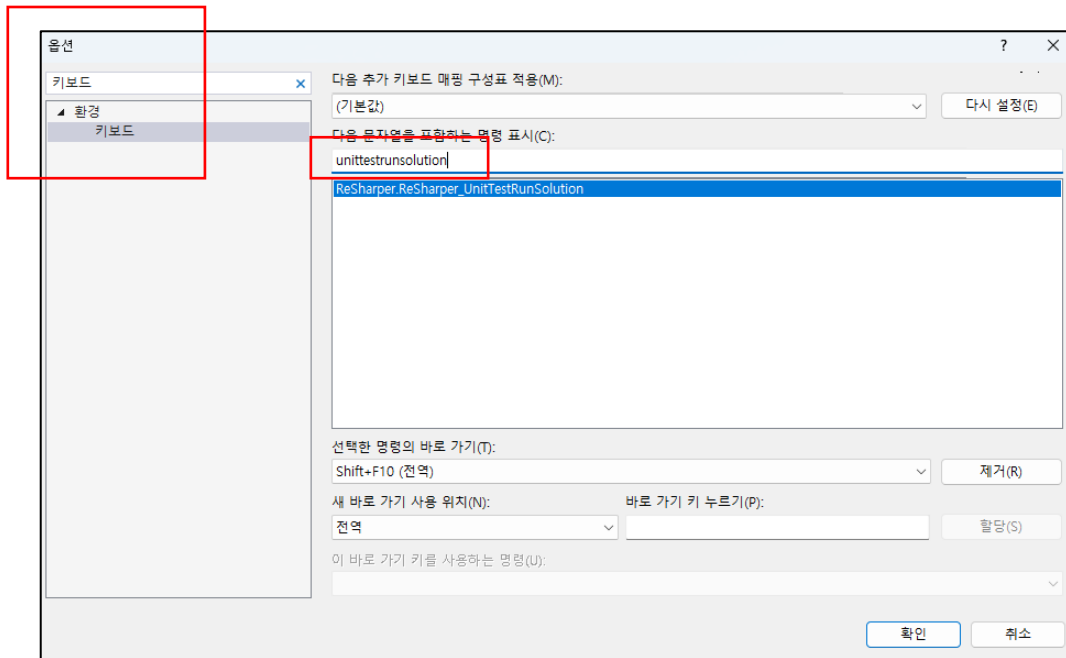 옵션
? ×
키보드 ×
환경
키보드
다음 추가 키보드 매핑 구성표 적용(M):
(기본값)
다시 설정(E)
다음 문자열을 포함하는 명령 표시(C):
unittestrunsolution
ReSharper.ReSharper_UnitTestRunSolution
선택한 명령의 바로 가기(T):
Shift+F10 (전역)
제거(R)
새 바로 가기 사용 위치(N): 바로 가기 키 누르기(P):
전역
할당(S)
이 바로 가기 키를 사용하는 명령(U):
확인 취소